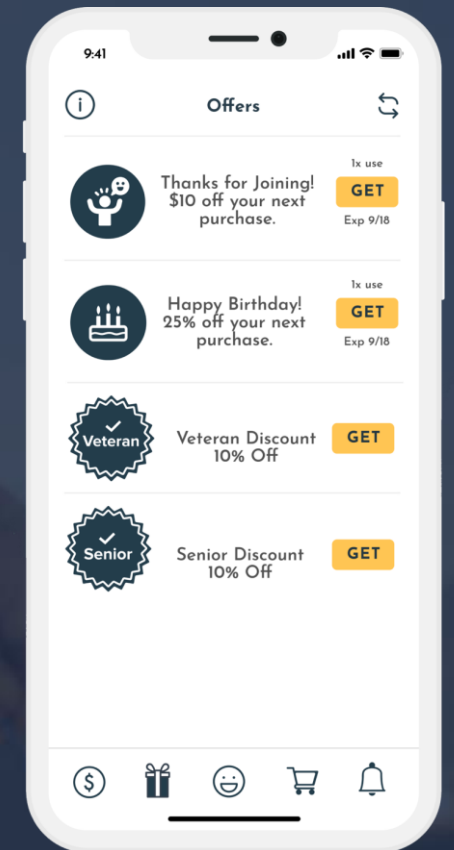 9:41
Offers
Thanks for Joining!
$10 off your next
purchase.
1x use
GET
Exp 9/18
Happy Birthday!
25% off your next
purchase.
1x use
GET
Exp 9/18
Veteran
Veteran Discount
10% Off
GET
Senior
Senior Discount
10% Off
GET